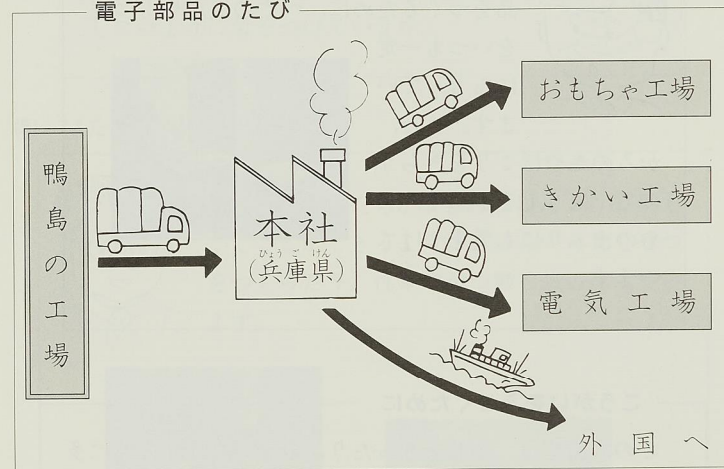 電子部品のたび
鴨島の工場
本社
(兵庫県)
ひょうごけん
おもちゃ工場
きかい工場
電気工場
外国へ